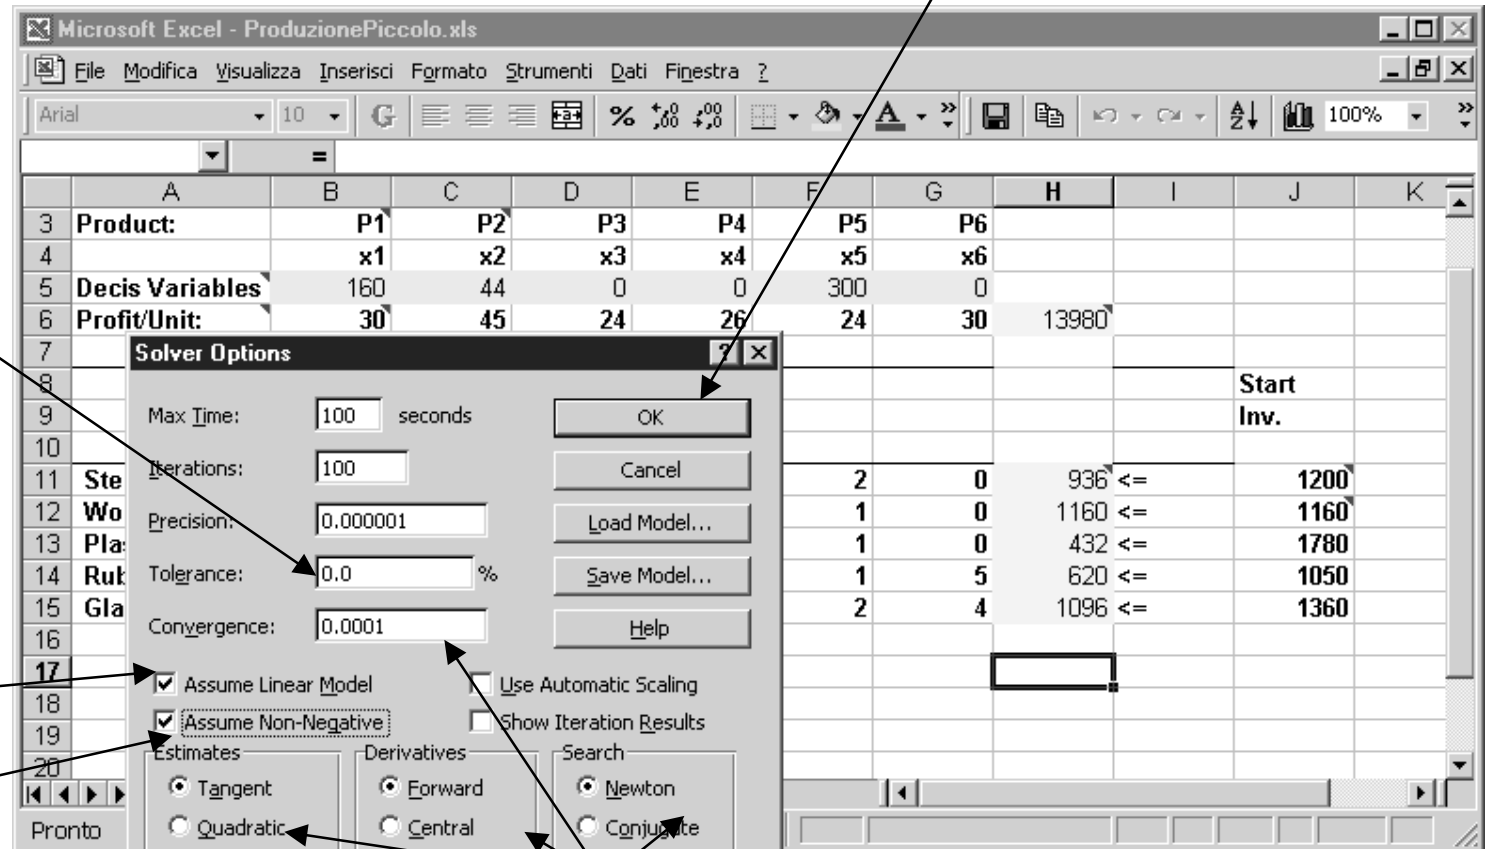 Microsoft Excel - ProduzionePiccolo.xls
File Modifica Visualizza Inserisci Formato Strumenti Dati Finestra ?
Arial 10 G % 100%
=
A B C D E F G H I J K
3 Product: P1 P2 P3 P4 P5 P6
4 x1 x2 x3 x4 x5 x6
5 Decis Variables 160 44 0 0 300 0
6 Profit/Unit: 30 45 24 26 24 30 13980
7 Solver Options
8 Start
9 Max Time: 100 seconds OK Inv.
10
Iterations: 100 Cancel
11 Ste 2 0 936 <= 1200
12 Wo Precision: 0.000001 Load Model... 1 0 1160 <= 1160
13 Pla 1 0 432 <= 1780
14 Rub Tolerance: 0.0 % Save Model... 1 5 620 <= 1050
15 Gla 2 4 1096 <= 1360
16 Convergence: 0.0001 Help
17 Assume Linear Model Use Automatic Scaling
18
19 Assume Non-Negative Show Iteration Results
20 Estimates Derivatives Search
Tangent Forward Newton
Pronto Quadratic Central Conjugate